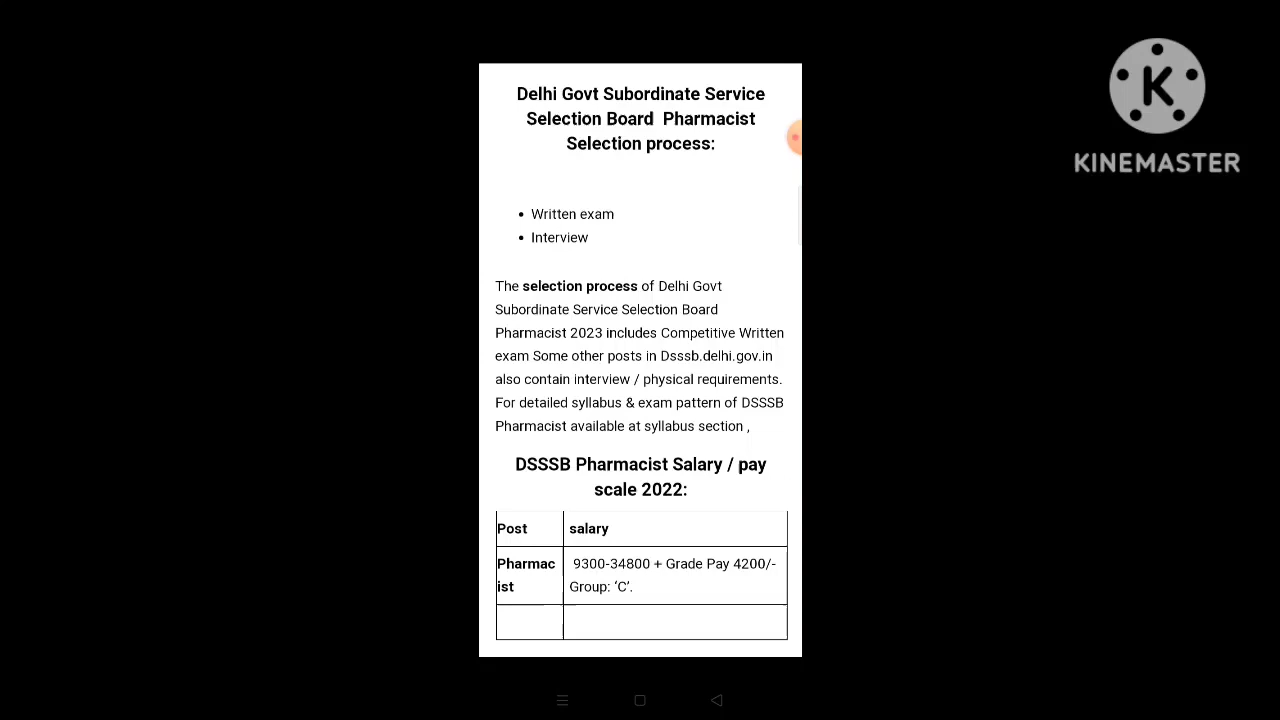 Delhi Govt Subordinate Service
Selection Board Pharmacist
Selection process:
K
KINEMASTER
• Written exam
• Interview
The selection process of Delhi Govt
Subordinate Service Selection Board
Pharmacist 2023 includes Competitive Written
exam Some other posts in Dsssb.delhi.gov.in
also contain interview / physical requirements.
For detailed syllabus & exam pattern of DSSSB
Pharmacist available at syllabus section ,
DSSSB Pharmacist Salary / pay
scale 2022:
Post salary
Pharmac 9300-34800 + Grade Pay 4200/-
ist Group: ‘C’.